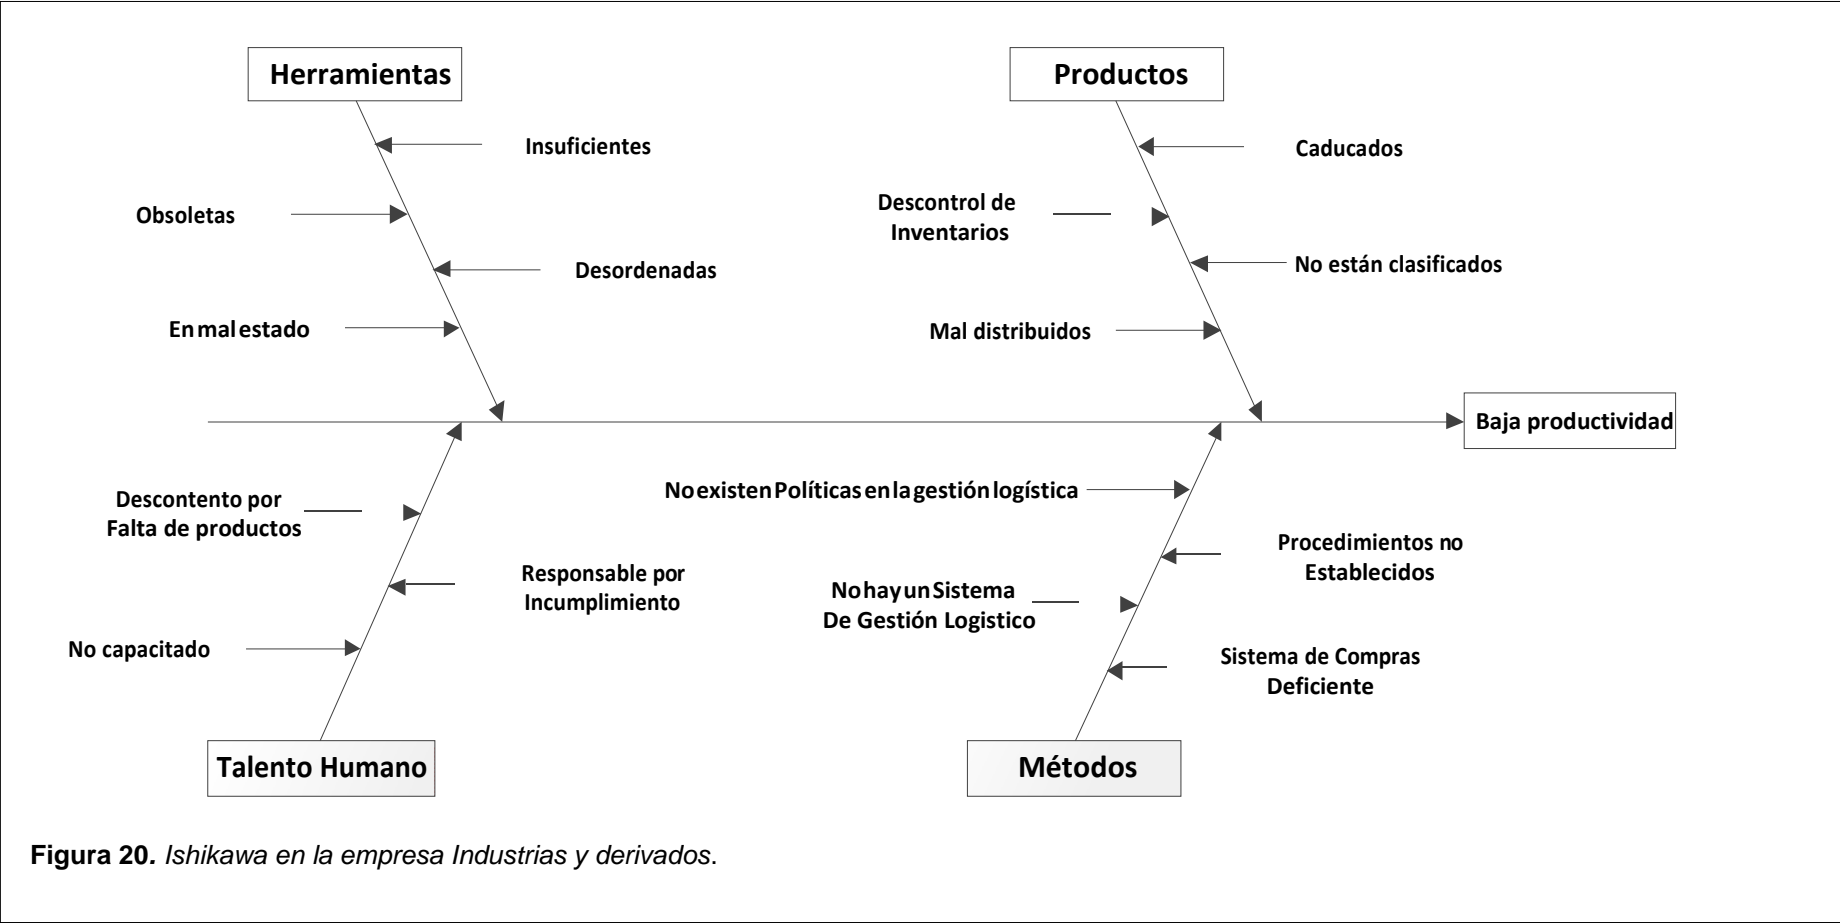 Herramientas
Productos
Insuficientes
Caducados
Obsoletas
Descontrol de
Inventarios
Desordenadas
No están clasificados
En mal estado
Mal distribuidos
Baja productividad
Descontento por
Falta de productos
No existen Políticas en la gestión logística
Responsable por
Incumplimiento
Procedimientos no
Establecidos
No hay un Sistema
De Gestión Logistico
No capacitado
Sistema de Compras
Deficiente
Talento Humano
Métodos
Figura 20. Ishikawa en la empresa Industrias y derivados.